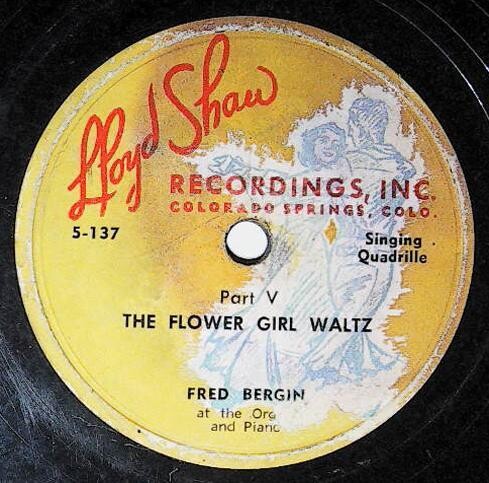 Lloyd Shaw
RECORDINGS, INC.
COLORADO SPRINGS, COLO.
5-137
Singing
Quadrille
Part V
THE FLOWER GIRL WALTZ
FRED BERGIN
at the Org
and Piano